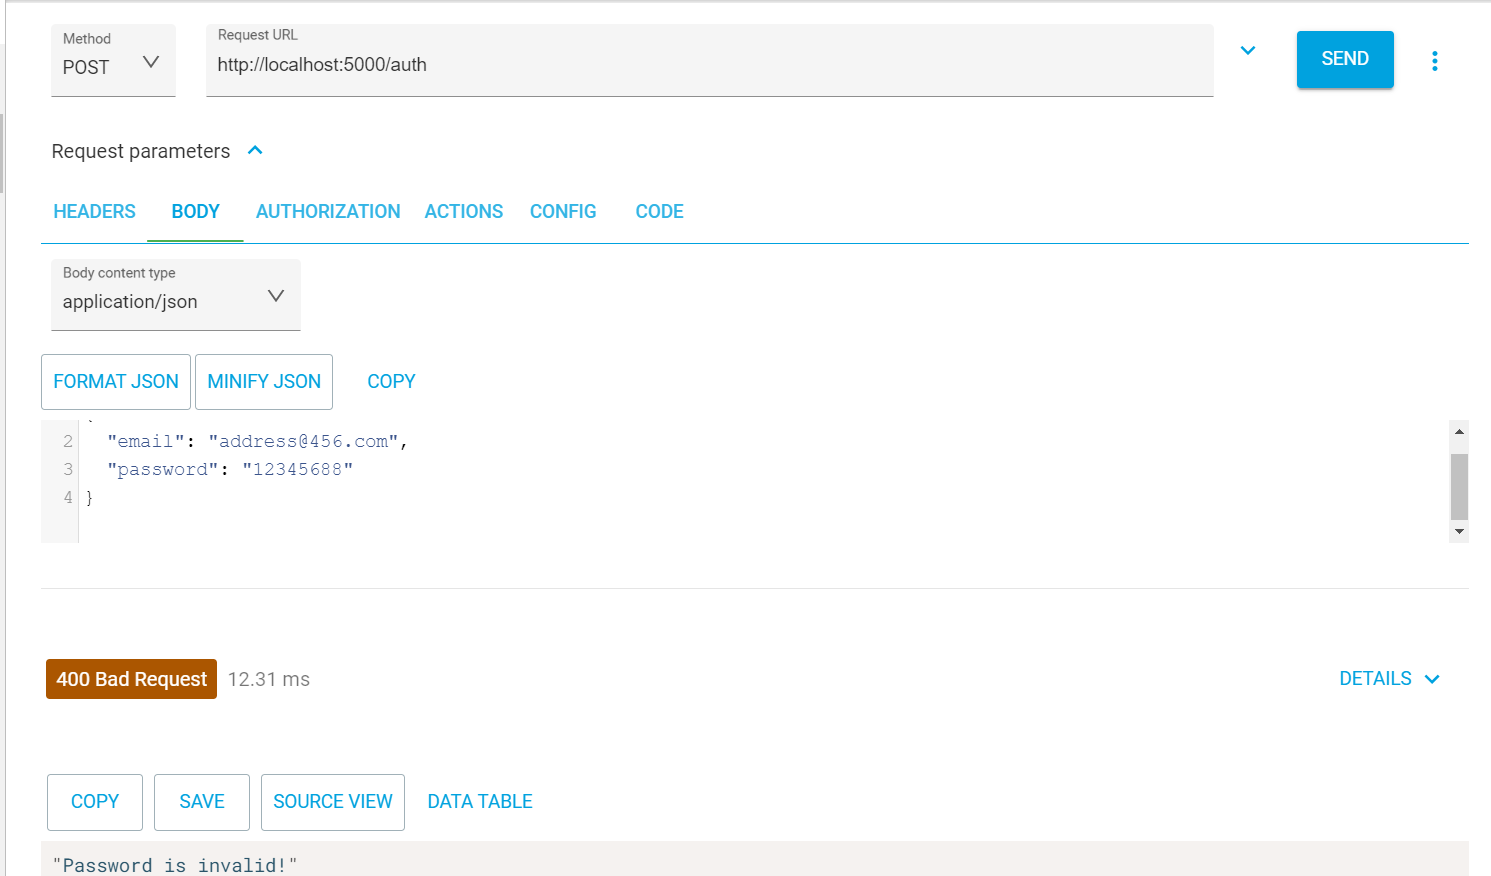 Method
POST
Request URL
http://localhost:5000/auth
SEND
Request parameters
HEADERS BODY AUTHORIZATION ACTIONS CONFIG CODE
Body content type
application/json
FORMAT JSON MINIFY JSON COPY
2 "email": "address@456.com",
3 "password": "12345688"
4 }
400 Bad Request 12.31 ms DETAILS
COPY SAVE SOURCE VIEW DATA TABLE
"Password is invalid!"